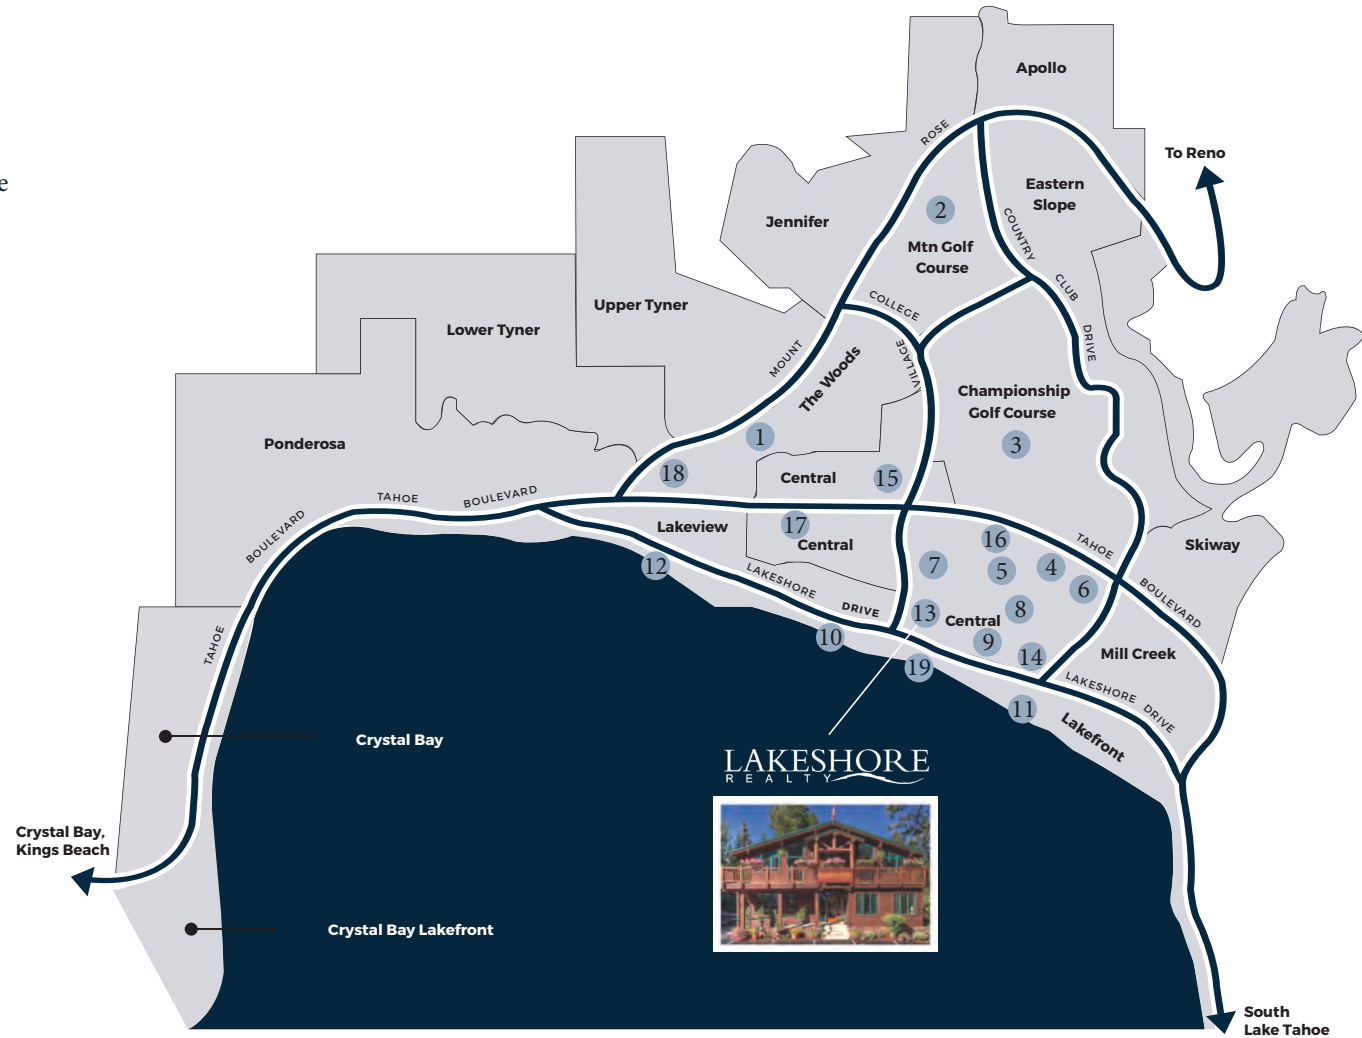 e
Apollo
ROSE
To Reno
Eastern
Slope
2
Jennifer
COUNTRY
Mtn Golf
Course
CLUB
COLLEGE
Upper Tyner
Lower Tyner
DRIVE
MOUNT
VILLAGE
The Woods
Championship
Golf Course
Ponderosa
1
3
18
Central
15
TAHOE
BOULEVARD
BOULEVARD
Lakeview
17
Central
16
TAHOE
Skiway
12
7
5
4
6
LAKESHORE
DRIVE
BOULEVARD
13
8
Central
TAHOE
10
9
14
Mill Creek
19
LAKESHORE
DRIVE
11
Lakefront
Crystal Bay
LAKESHORE
REALTY
Crystal Bay,
Kings Beach
Crystal Bay Lakefront
South
Lake Tahoe